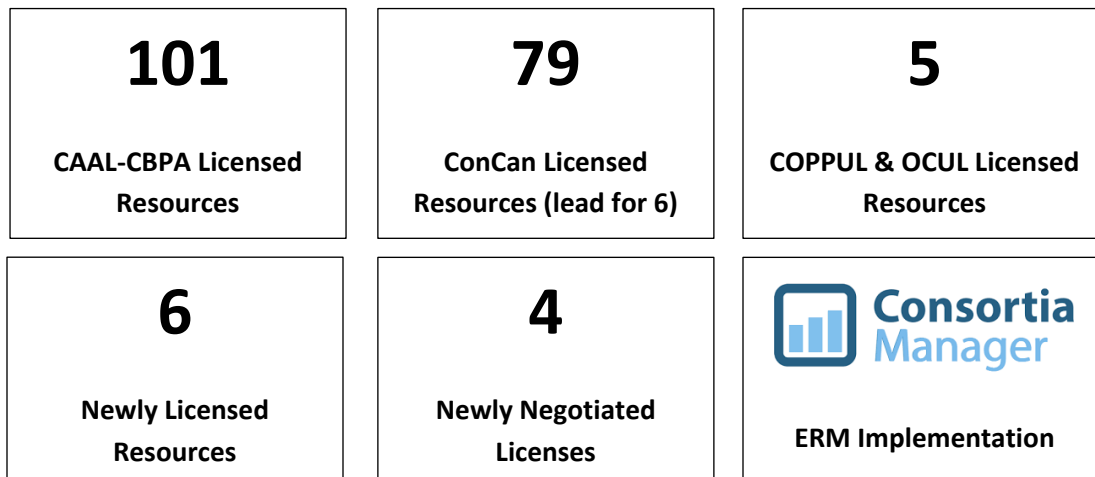 101
CAAL-CBPA Licensed
Resources
79
ConCan Licensed
Resources (lead for 6)
5
COPPUL & OCUL Licensed
Resources
6
Newly Licensed
Resources
4
Newly Negotiated
Licenses
Consortia
Manager
ERM Implementation